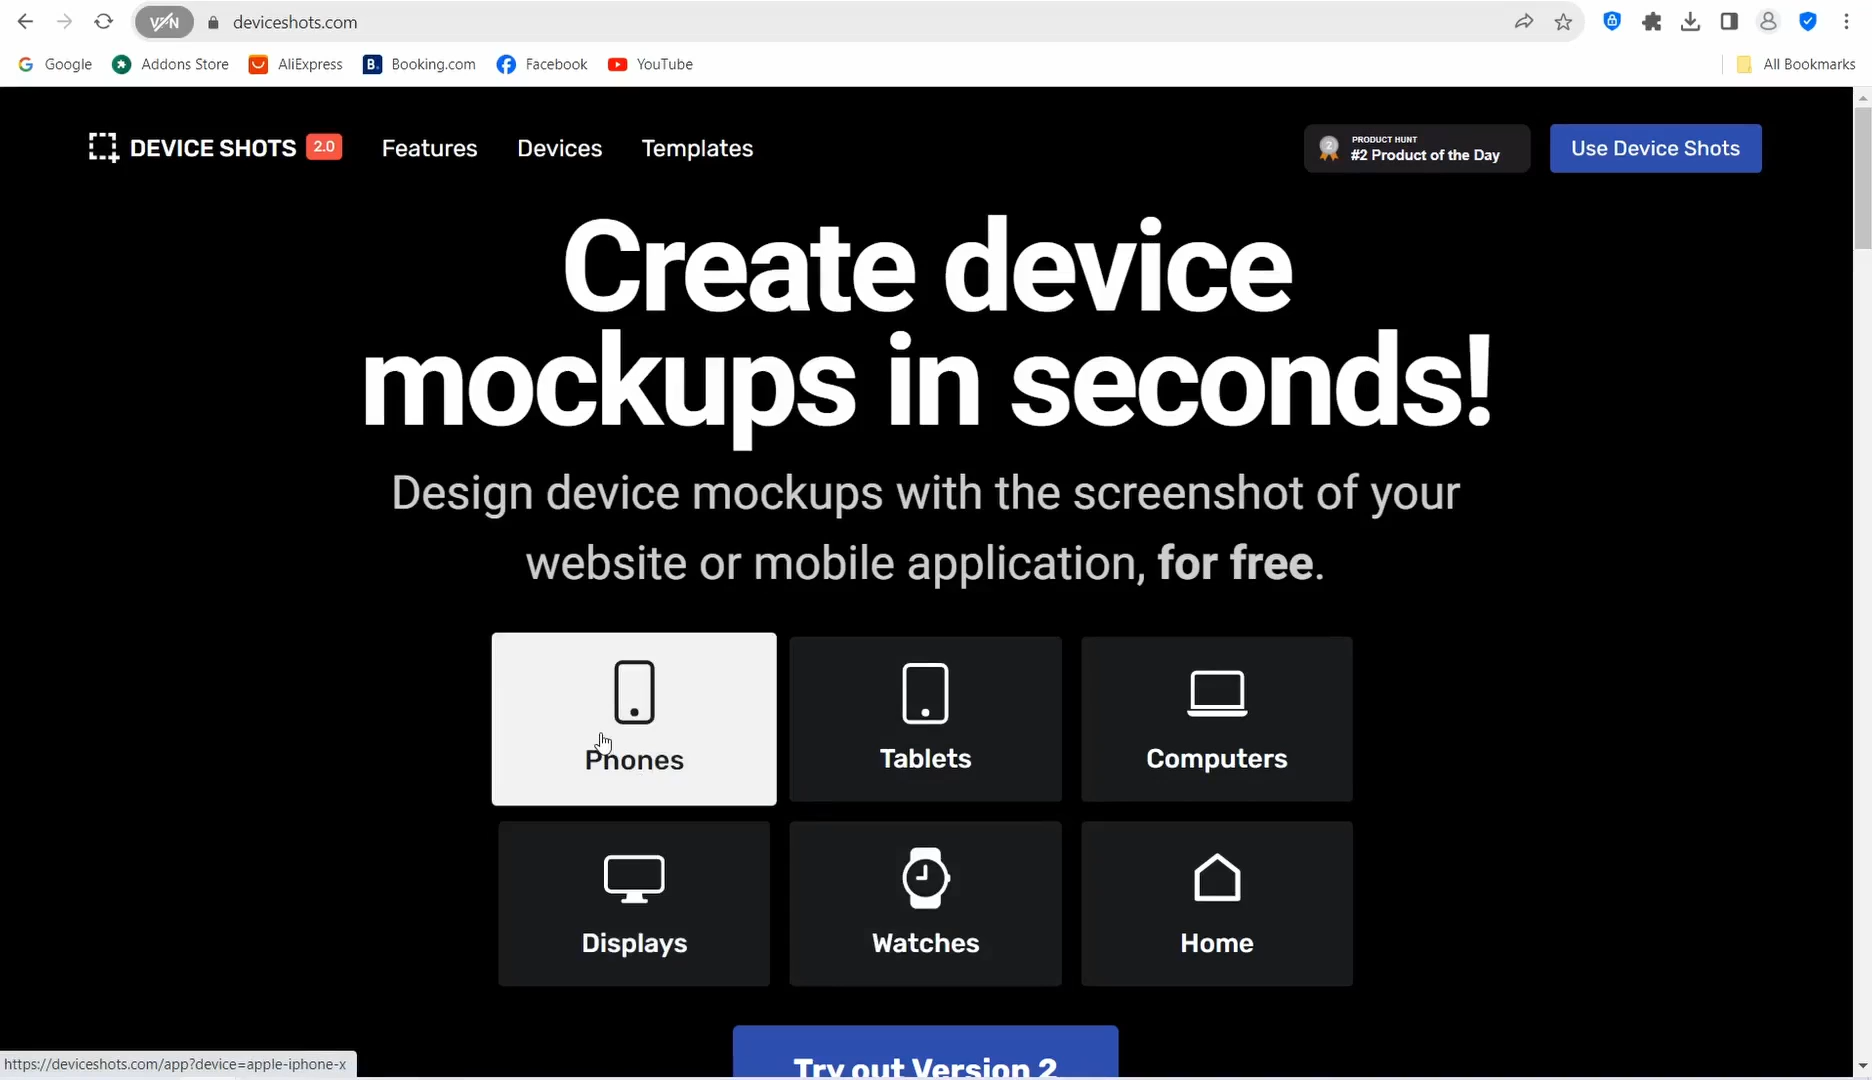 VPN deviceshots.com
Google Addons Store AliExpress B. Booking.com Facebook YouTube All Bookmarks
DEVICE SHOTS 2.0 Features Devices Templates
2 PRODUCT HUNT
#2 Product of the Day
Use Device Shots
Create device
mockups in seconds!
Design device mockups with the screenshot of your
website or mobile application, for free.
Phones Tablets Computers
Displays Watches Home
Try out Version 2
https://deviceshots.com/app?device=apple-iphone-x